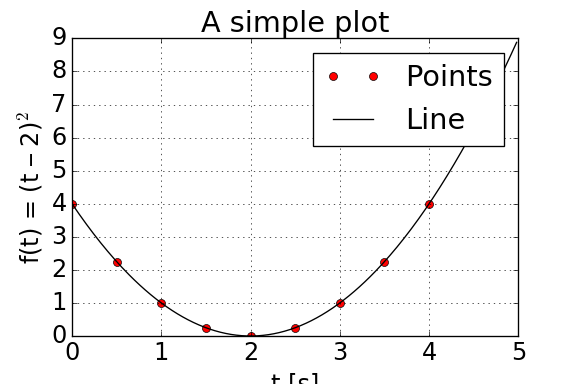 A simple plot
9
8
7
6
5
4
3
2
1
0
f(t) = (t − 2)²
Points
Line
0 1 2 3 4 5
t [s]